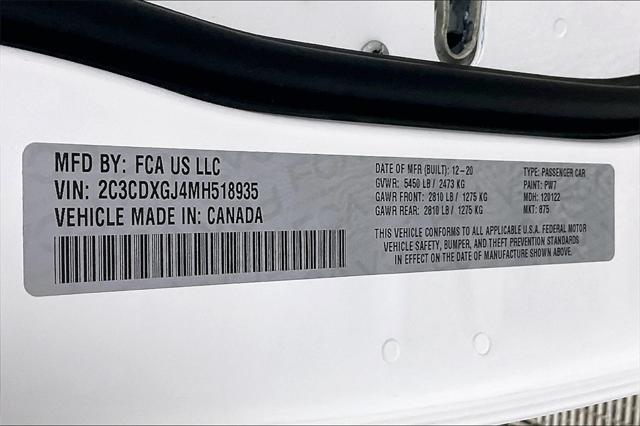 MFD BY: FCA US LLC
VIN: 2C3CDXGJ4MH518935
VEHICLE MADE IN: CANADA
DATE OF MFR (BUILT): 12-20
GVWR: 5450 LB / 2473 KG
GAWR FRONT: 2810 LB / 1275 KG
GAWR REAR: 2810 LB / 1275 KG
TYPE: PASSENGER CAR
PAINT: PW7
MDH: 120122
MKT: 875
THIS VEHICLE CONFORMS TO ALL APPLICABLE U.S.A. FEDERAL MOTOR
VEHICLE SAFETY, BUMPER, AND THEFT PREVENTION STANDARDS
IN EFFECT ON THE DATE OF MANUFACTURE SHOWN ABOVE.